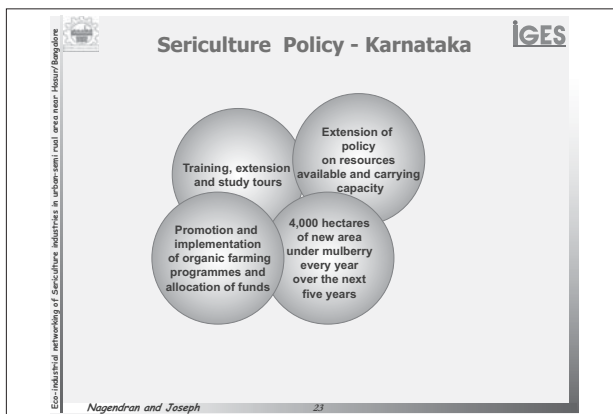 Sericulture Policy - Karnataka
IGES
Eco-industrial networking of Sericulture industries in urban-semi rual area near Hosur/Bangalore
Training, extension
and study tours
Extension of
policy
on resources
available and carrying
capacity
Promotion and
implementation
of organic farming
programmes and
allocation of funds
4,000 hectares
of new area
under mulberry
every year
over the next
five years
Nagendran and Joseph
23